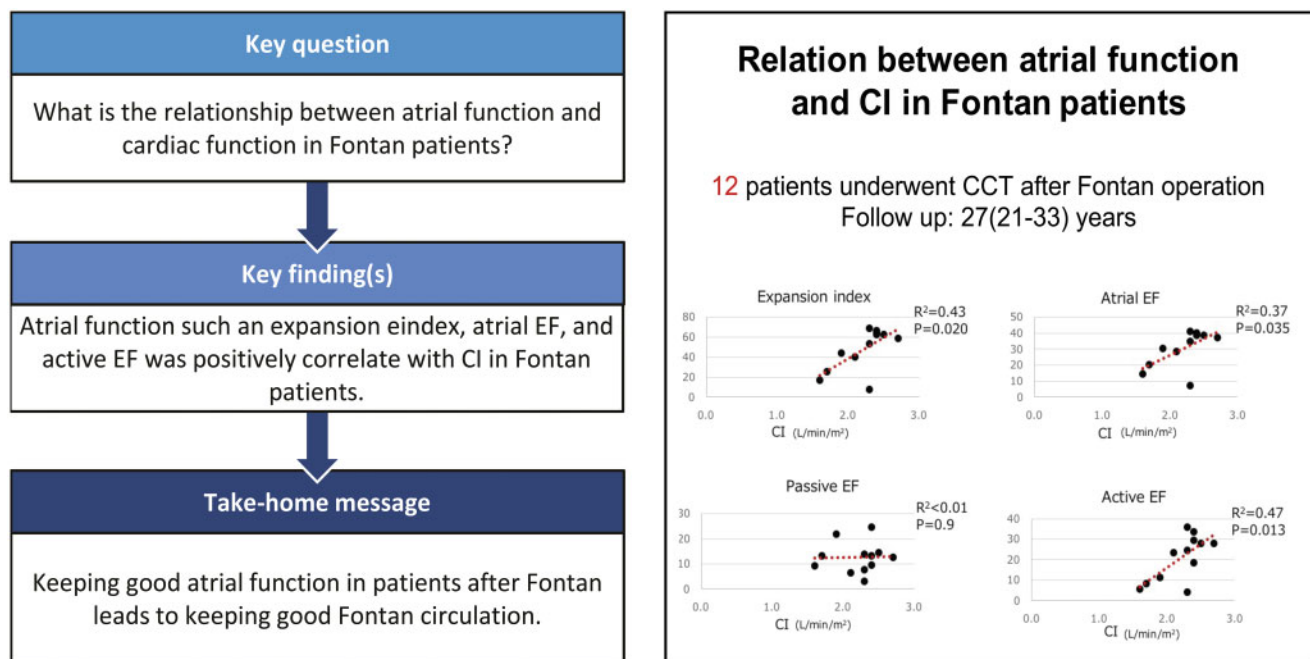 Key question
What is the relationship between atrial function and
cardiac function in Fontan patients?
Key finding(s)
Atrial function such an expansion eindex, atrial EF, and
active EF was positively correlate with CI in Fontan
patients.
Take-home message
Keeping good atrial function in patients after Fontan
leads to keeping good Fontan circulation.
Relation between atrial function
and CI in Fontan patients
12 patients underwent CCT after Fontan operation
Follow up: 27(21-33) years
Expansion index
R²=0.43
P=0.020
80
60
40
20
0
0.0 1.0 2.0 3.0
CI (L/min/m²)
Atrial EF
R²=0.37
P=0.035
50
40
30
20
10
0
0.0 1.0 2.0 3.0
CI (L/min/m²)
Passive EF
R²<0.01
P=0.9
30
20
10
0
0.0 1.0 2.0 3.0
CI (L/min/m²)
Active EF
R²=0.47
P=0.013
40
30
20
10
0
0.0 1.0 2.0 3.0
CI (L/min/m²)